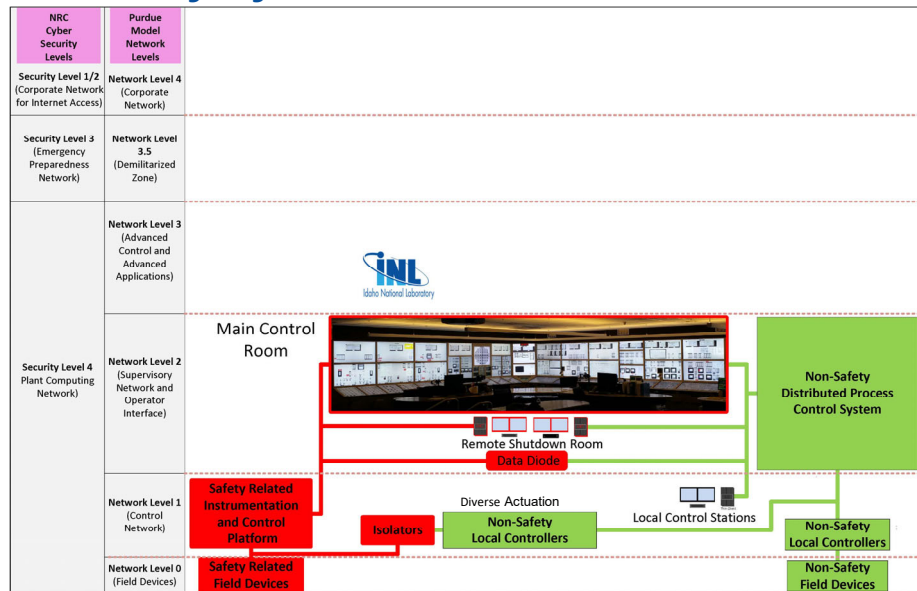 NRC
Cyber
Security
Levels
Purdue
Model
Network
Levels
Security Level 1/2
(Corporate Network
for Internet Access)
Network Level 4
(Corporate
Network)
Security Level 3
(Emergency
Preparedness
Network)
Network Level
3.5
(Demilitarized
Zone)
Network Level 3
(Advanced
Control and
Advanced
Applications)
INL
Idaho National Laboratory
Security Level 4
Plant Computing
Network)
Network Level 2
(Supervisory
Network and
Operator
Interface)
Main Control
Room
Non-Safety
Distributed Process
Control System
Remote Shutdown Room
Data Diode
Network Level 1
(Control
Network)
Safety Related
Instrumentation
and Control
Platform
Isolators
Diverse Actuation
Non-Safety
Local Controllers
Local Control Stations
Non-Safety
Local Controllers
Network Level 0
(Field Devices)
Safety Related
Field Devices
Non-Safety
Field Devices